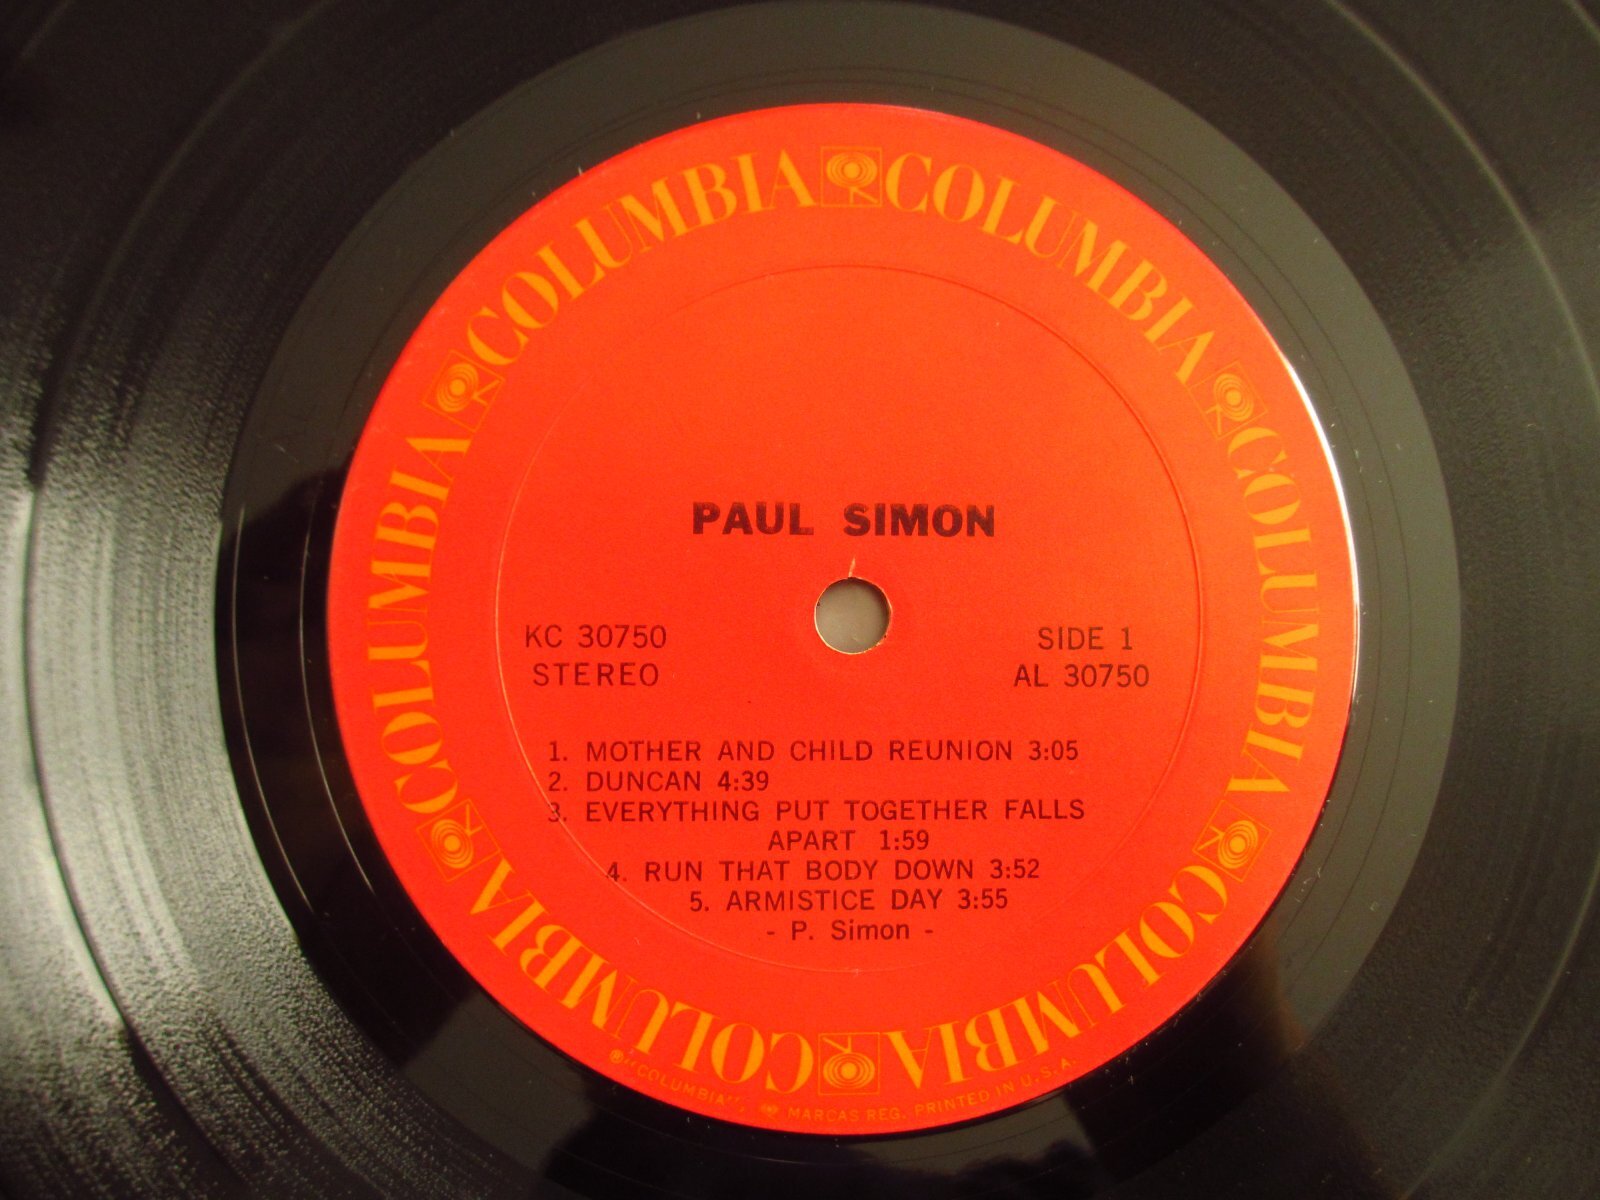 COLUMBIA COLUMBIA COLUMBIA COLUMBIA COLUMBIA COLUMBIA
PAUL SIMON
KC 30750
STEREO
SIDE 1
AL 30750
1. MOTHER AND CHILD REUNION 3:05
2. DUNCAN 4:39
3. EVERYTHING PUT TOGETHER FALLS
APART 1:59
4. RUN THAT BODY DOWN 3:52
5. ARMISTICE DAY 3:55
- P. Simon -
"COLUMBIA", MARCAS REG. PRINTED IN U.S.A.